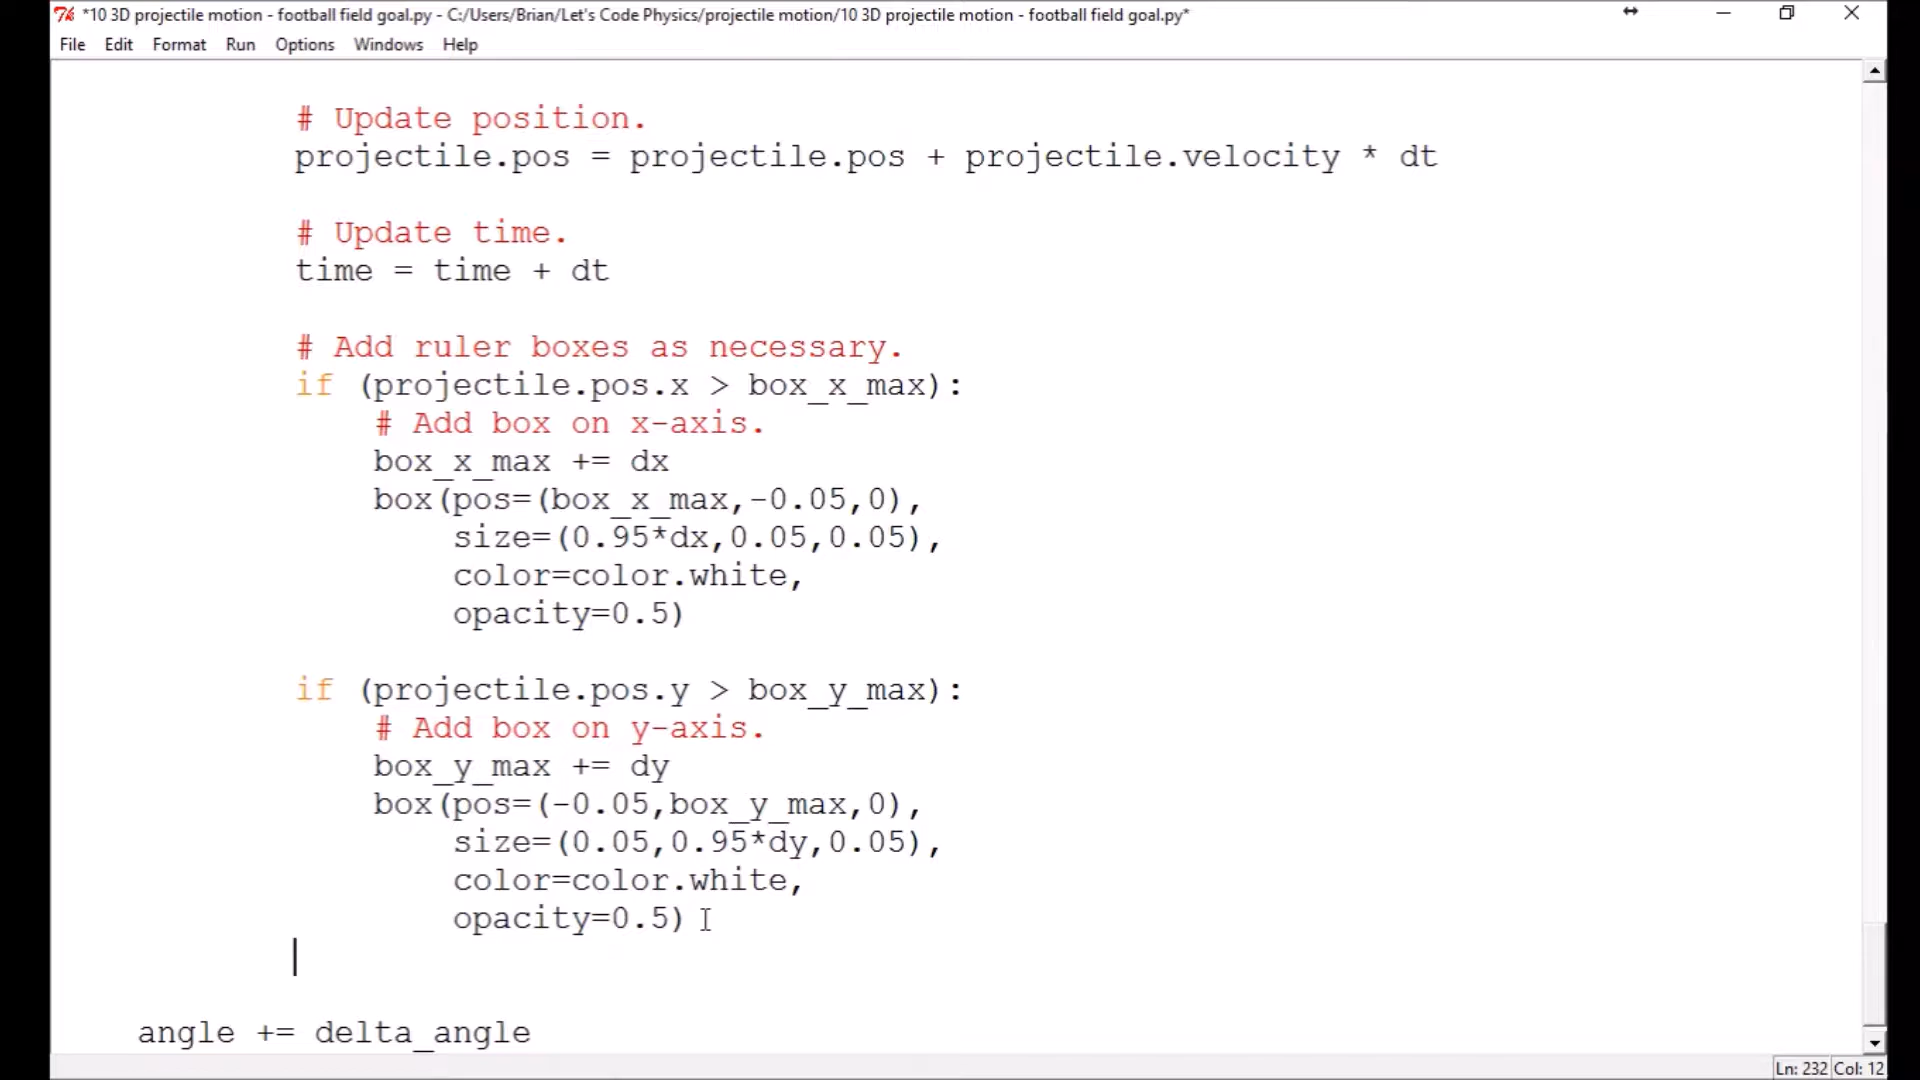 *10 3D projectile motion - football field goal.py - C:/Users/Brian/Let's Code Physics/projectile motion/10 3D projectile motion - football field goal.py*
File Edit Format Run Options Windows Help
# Update position.
projectile.pos = projectile.pos + projectile.velocity * dt
# Update time.
time = time + dt
# Add ruler boxes as necessary.
if (projectile.pos.x > box_x_max):
# Add box on x-axis.
box_x_max += dx
box(pos=(box_x_max,-0.05,0),
size=(0.95*dx,0.05,0.05),
color=color.white,
opacity=0.5)
if (projectile.pos.y > box_y_max):
# Add box on y-axis.
box_y_max += dy
box(pos=(-0.05,box_y_max,0),
size=(0.05,0.95*dy,0.05),
color=color.white,
opacity=0.5)
angle += delta_angle
Ln: 232 Col: 12